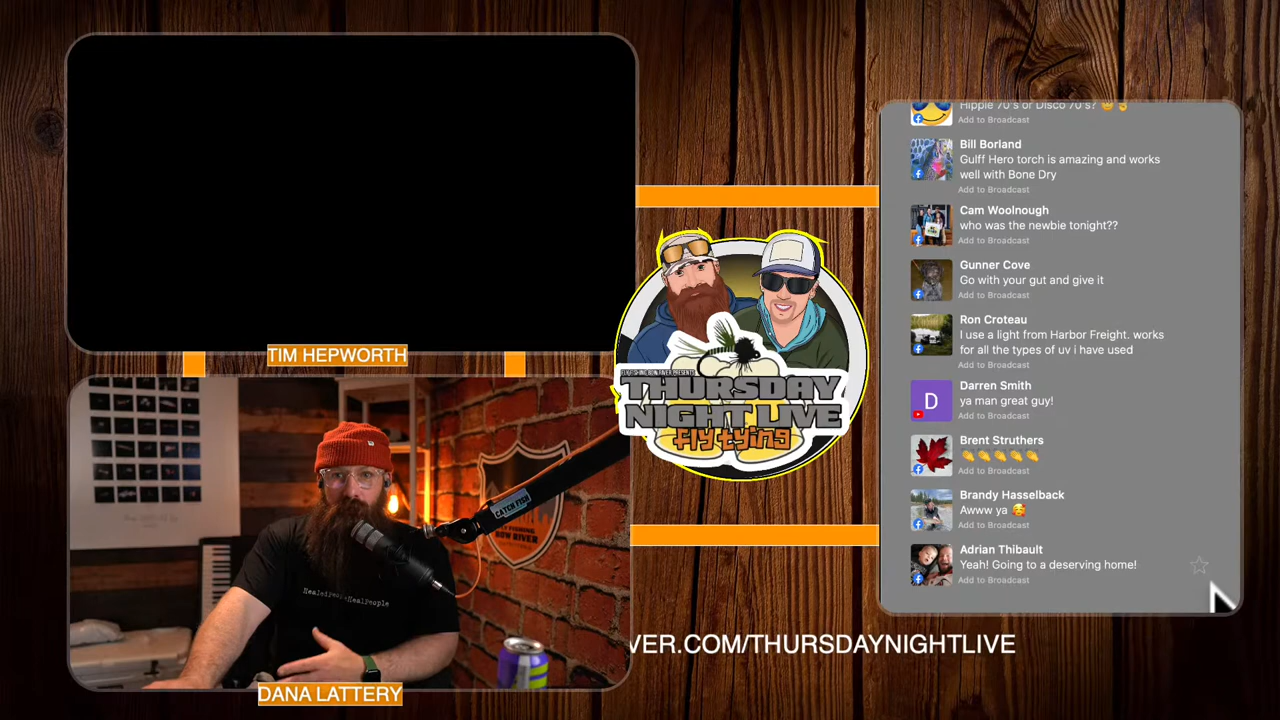 TIM HEPWORTH
CATCH FISH
BOW RIVER
HealedPeopleHealPeople
DANA LATTERY
THURSDAY
NIGHT LIVE
fly tying
VER.COM/THURSDAYNIGHTLIVE
Hippie 70's or Disco 70's?
Add to Broadcast
Bill Borland
Gulff Hero torch is amazing and works
well with Bone Dry
Add to Broadcast
Cam Woolnough
who was the newbie tonight??
Add to Broadcast
Gunner Cove
Go with your gut and give it
Add to Broadcast
Ron Croteau
I use a light from Harbor Freight. works
for all the types of uv i have used
Add to Broadcast
D
Darren Smith
ya man great guy!
Add to Broadcast
Brent Struthers
👏👏👏👏👏
Add to Broadcast
Brandy Hasselback
Awww ya 🥰
Add to Broadcast
Adrian Thibault
Yeah! Going to a deserving home!
Add to Broadcast